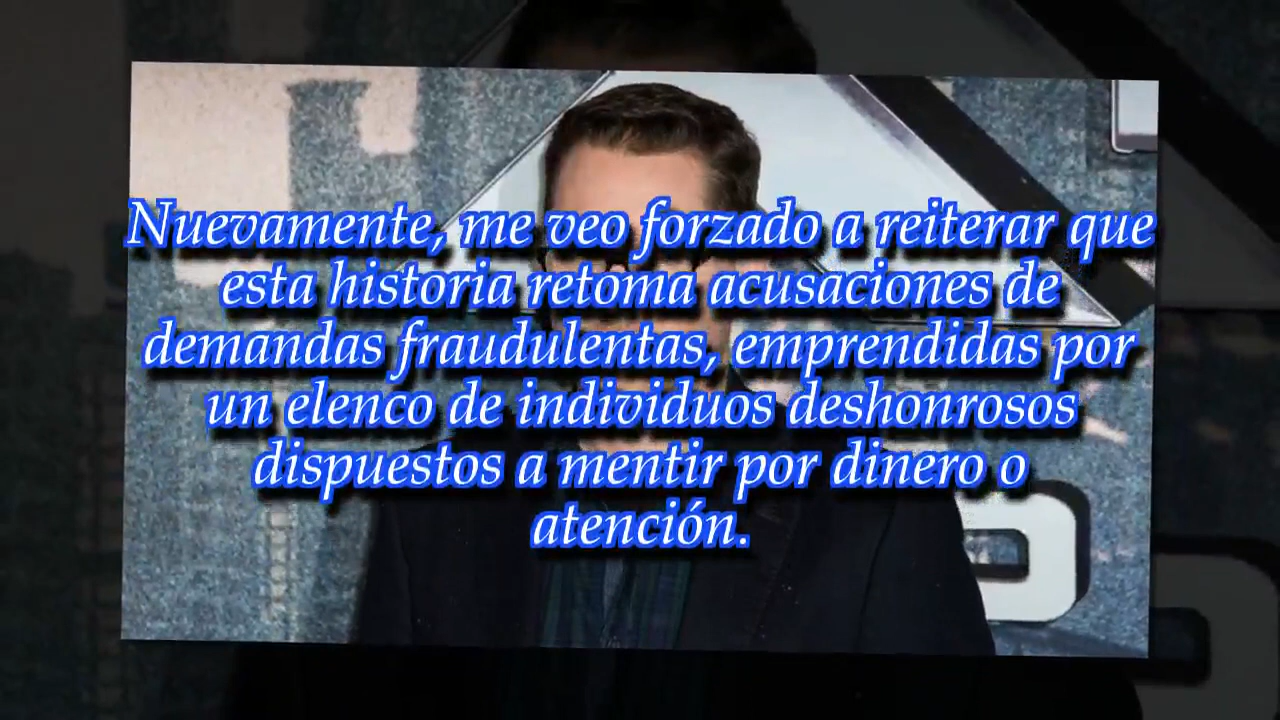 Nuevamente, me veo forzado a reiterar que
esta historia retoma acusaciones de
demandas fraudulentas, emprendidas por
un elenco de individuos deshonrosos
dispuestos a mentir por dinero o
atención.